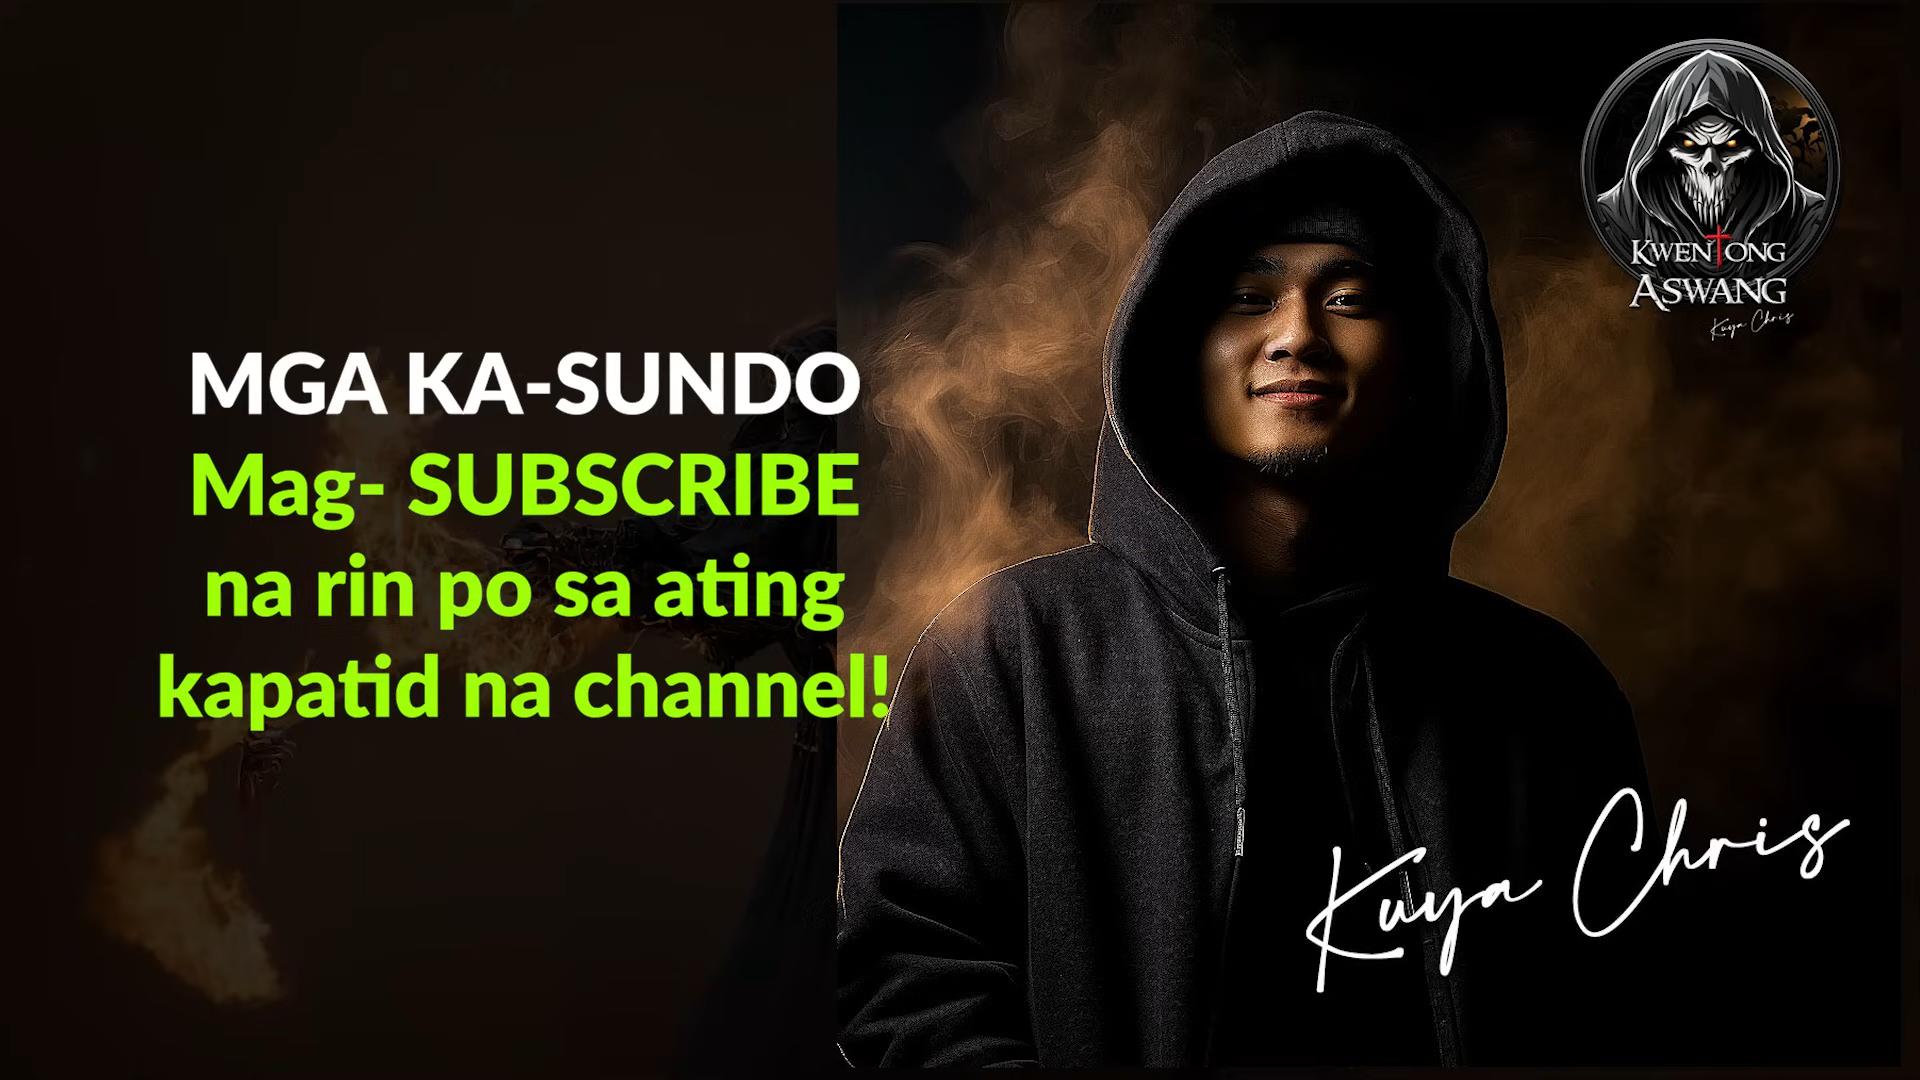 MGA KA-SUNDO
Mag- SUBSCRIBE
na rin po sa ating
kapatid na channel!
KWENTONG
ASWANG
Kuya Chris
Kuya Chris